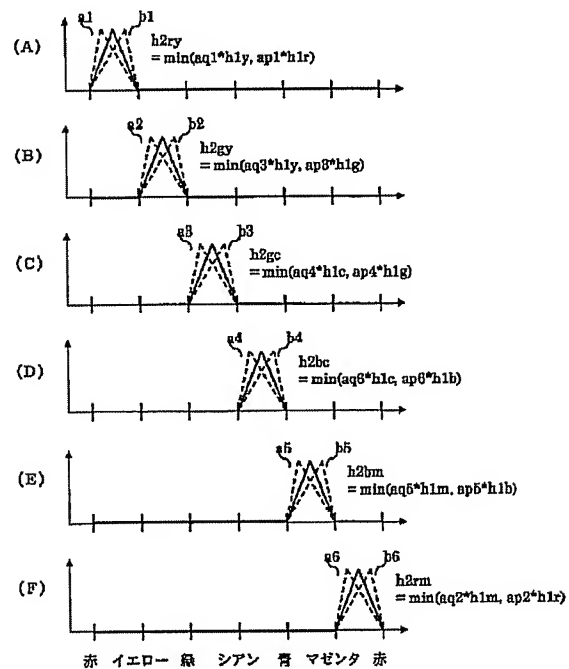 (A)
a1 b1
h2ry
= min(aq1*h1y, ap1*h1r)
(B)
a2 b2
h2gy
= min(aq3*h1y, ap3*h1g)
(C)
a3 b3
h2gc
= min(aq4*h1c, ap4*h1g)
(D)
a4 b4
h2bc
= min(aq6*h1c, ap6*h1b)
(E)
a5 b5
h2bm
= min(aq5*h1m, ap5*h1b)
(F)
a6 b6
h2rm
= min(aq2*h1m, ap2*h1r)
赤 イエロー 緑 シアン 青 マゼンタ 赤